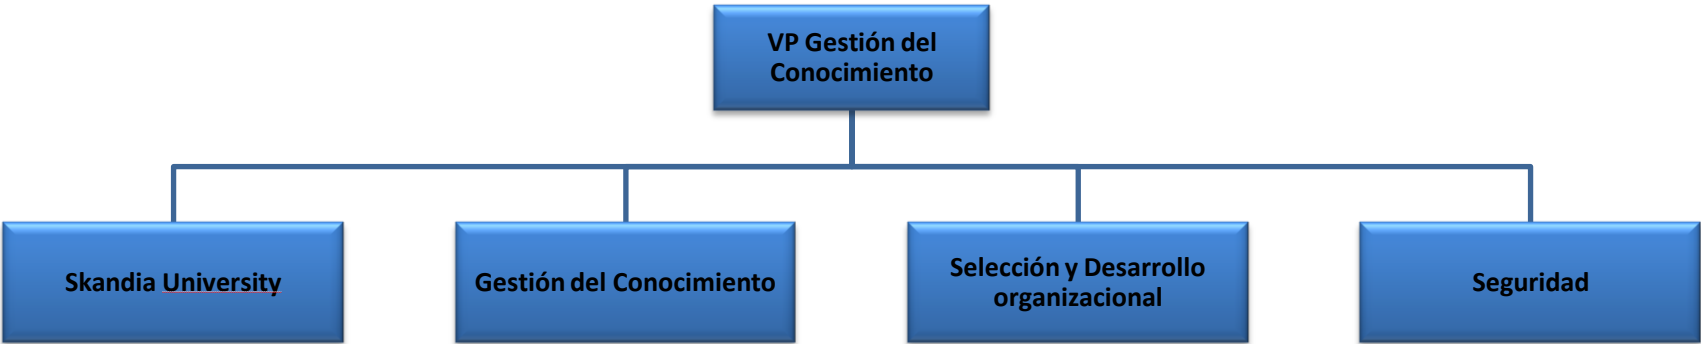 VP Gestión del
Conocimiento
Skandia University
Gestión del Conocimiento
Selección y Desarrollo
organizacional
Seguridad